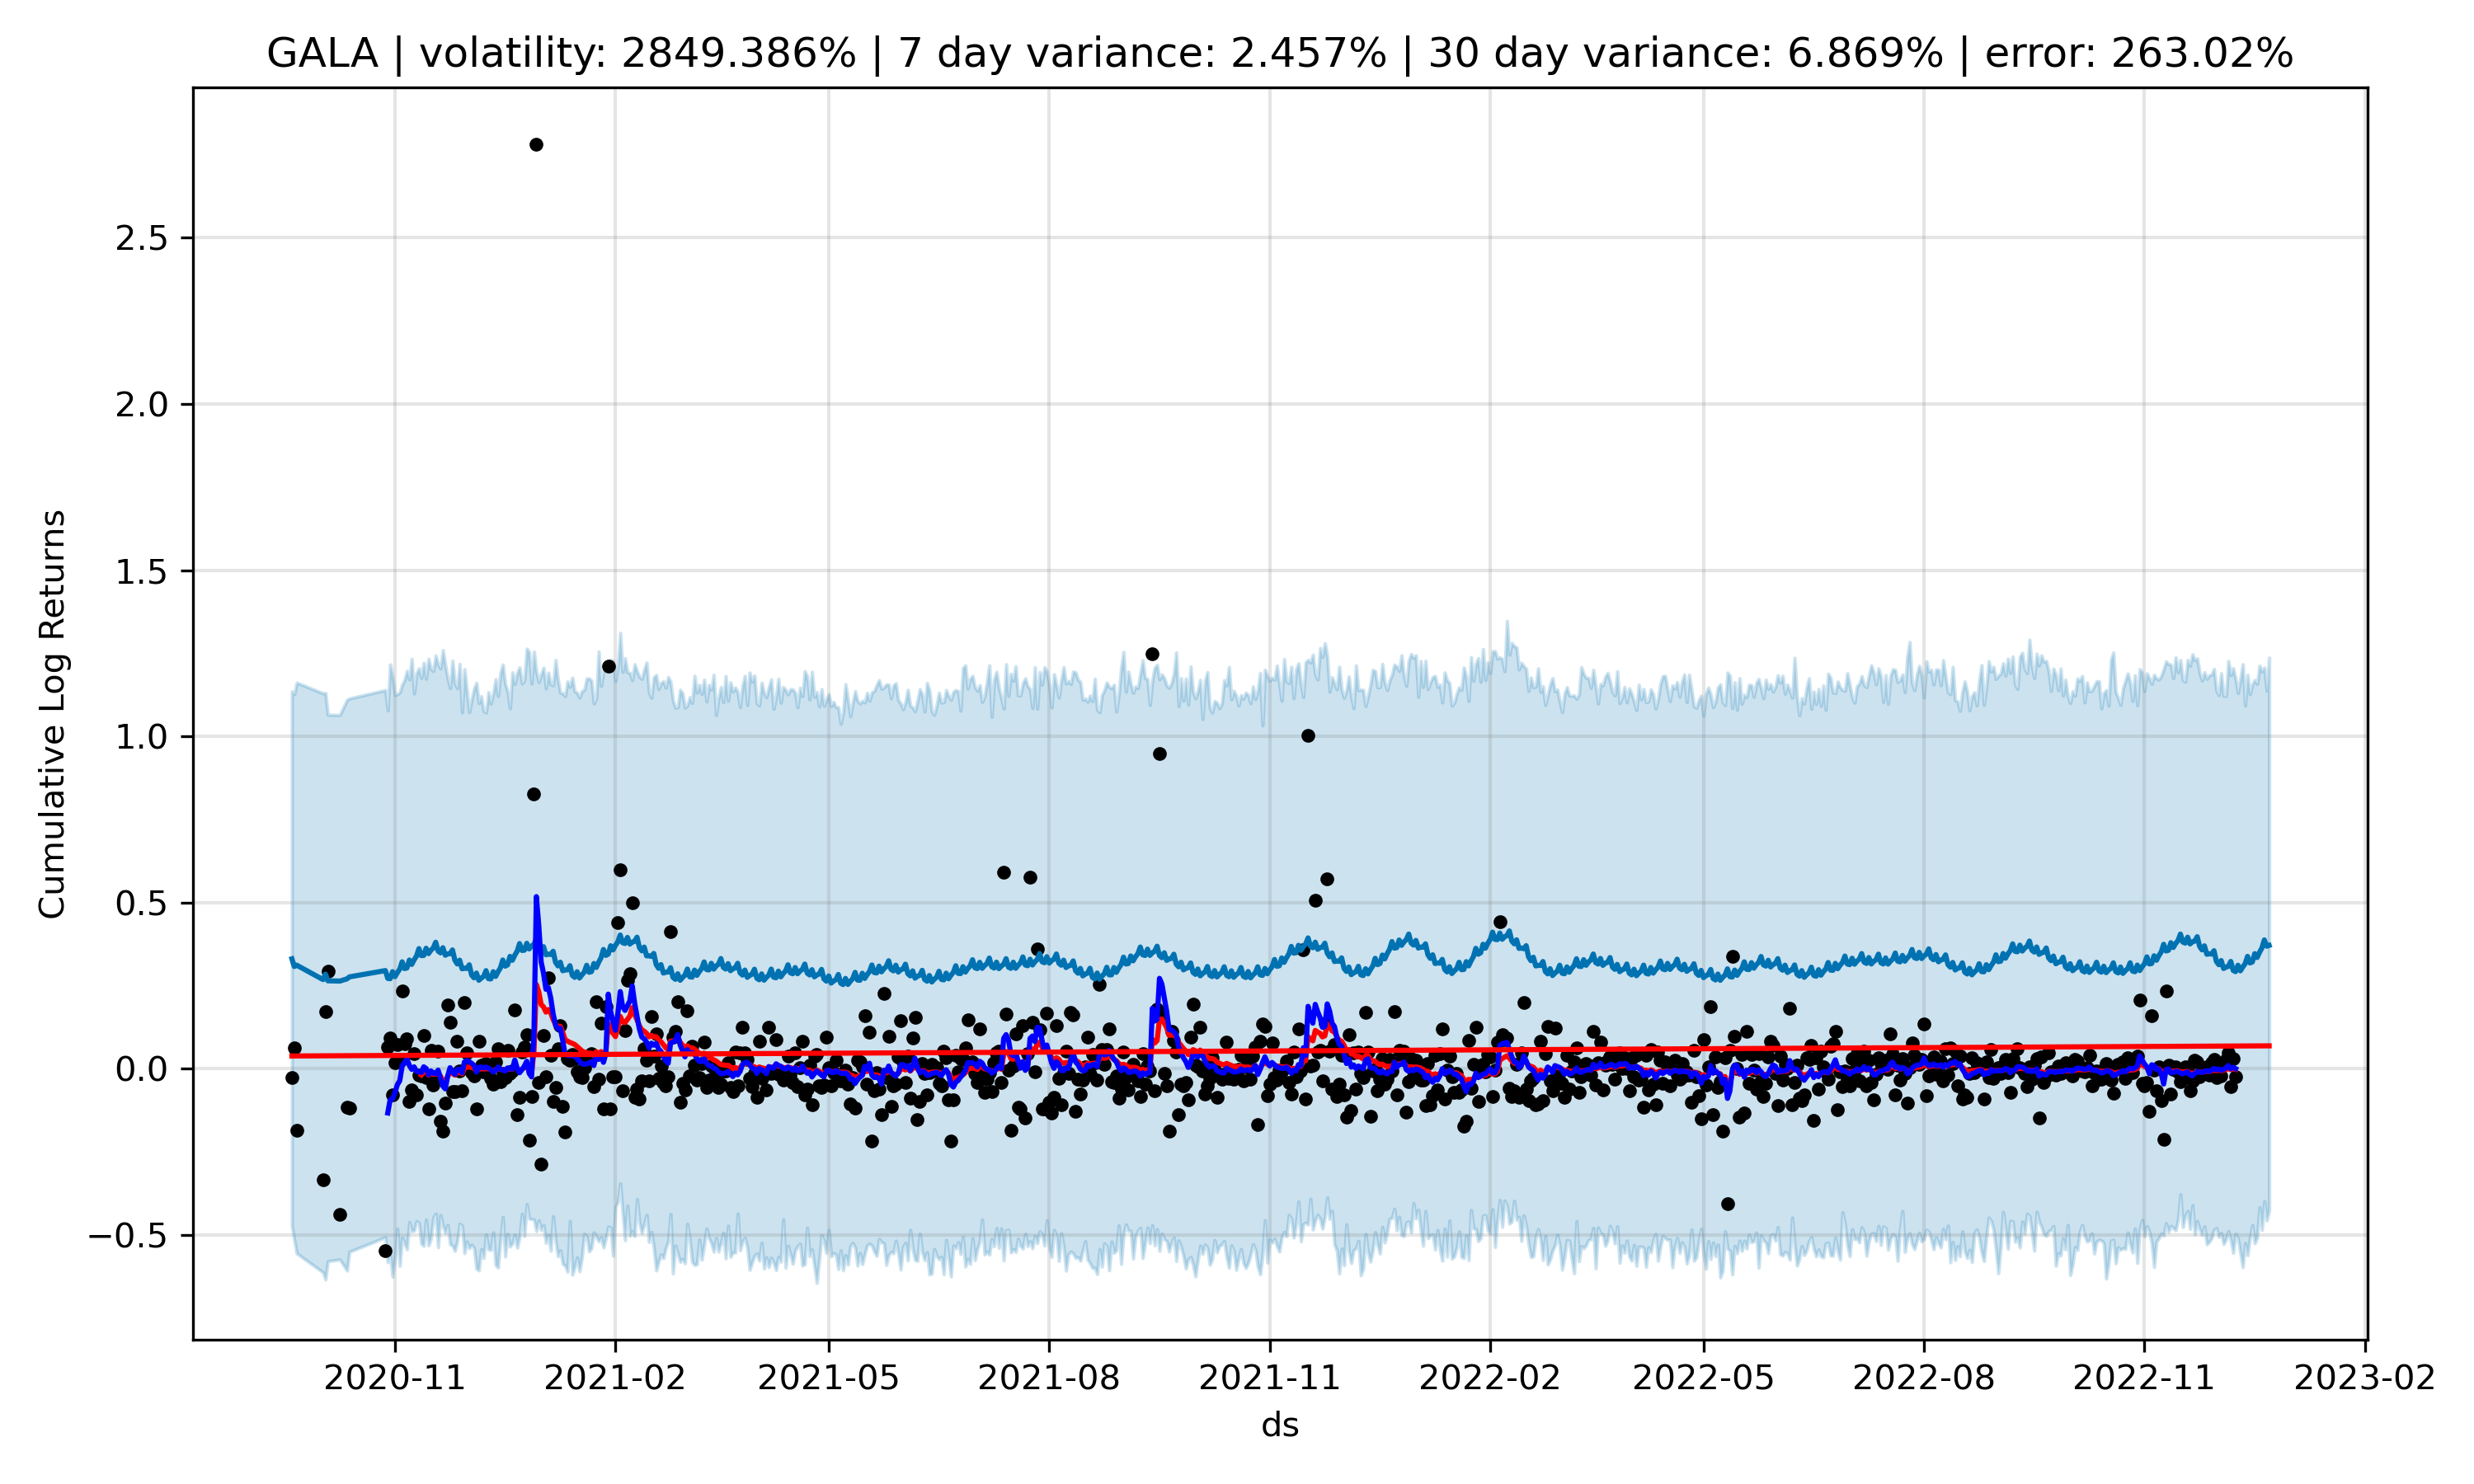 GALA | volatility: 2849.386% | 7 day variance: 2.457% | 30 day variance: 6.869% | error: 263.02%
Cumulative Log Returns
2.5
2.0
1.5
1.0
0.5
0.0
−0.5
2020-11 2021-02 2021-05 2021-08 2021-11 2022-02 2022-05 2022-08 2022-11 2023-02
ds